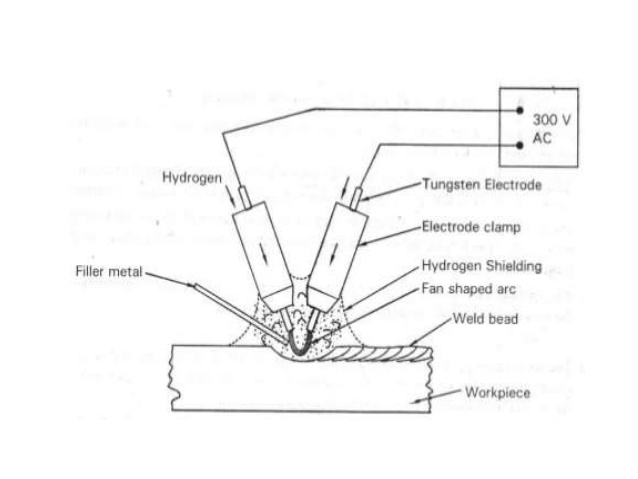 300 V
AC
Hydrogen
Tungsten Electrode
Electrode clamp
Hydrogen Shielding
Filler metal
Fan shaped arc
Weld bead
Workpiece